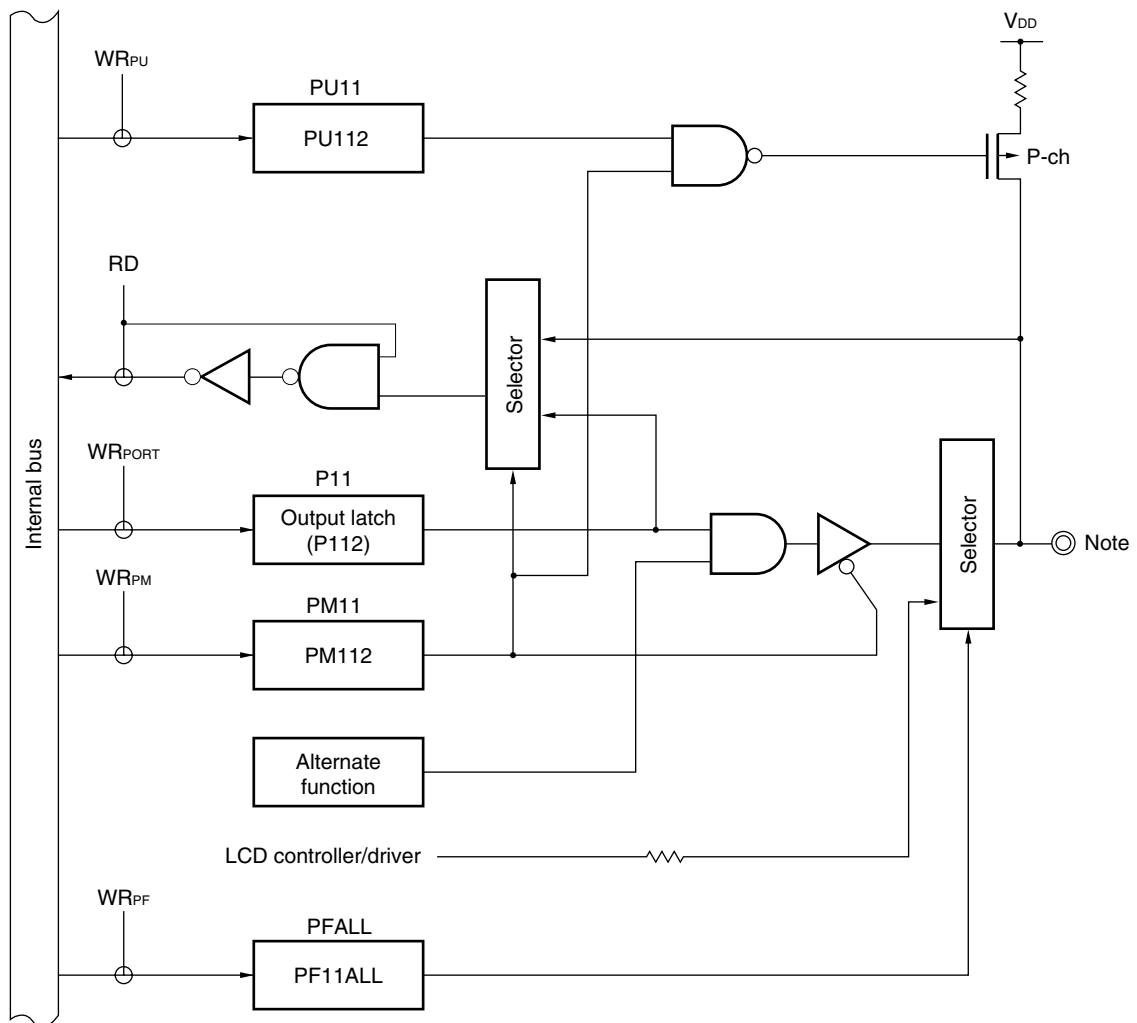 VDD
WRPU
PU11
PU112
P-ch
RD
Selector
Internal bus
WRPORT
P11
Output latch
(P112)
Selector
Note
WRPM
PM11
PM112
Alternate
function
LCD controller/driver
WRPF
PFALL
PF11ALL